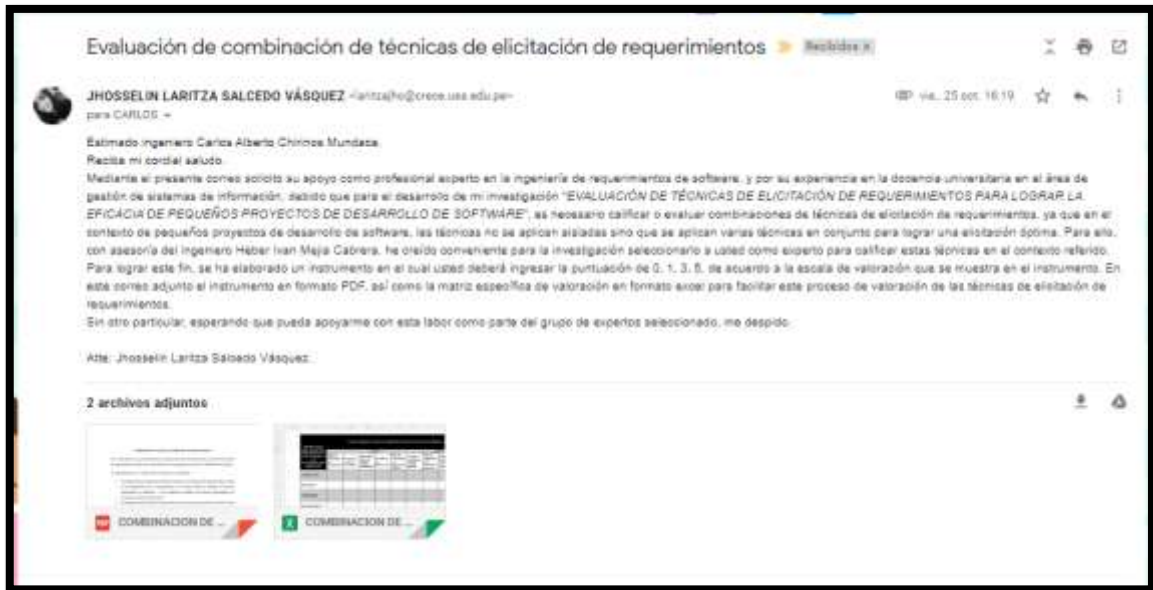 Evaluación de combinación de técnicas de elicitación de requerimientos Recibidos x
JHOSSELIN LARITZA SALCEDO VÁSQUEZ <laritzajho@crece.uss.edu.pe> vie., 25 oct. 16:19
para CARLOS
Estimado ingeniero Carlos Alberto Chirinos Mundaca.
Reciba mi cordial saludo.
Mediante el presente correo solicito su apoyo como profesional experto en la ingeniería de requerimientos de software, y por su experiencia en la docencia universitaria en el área de
gestión de sistemas de información, debido que para el desarrollo de mi investigación "EVALUACIÓN DE TÉCNICAS DE ELICITACIÓN DE REQUERIMIENTOS PARA LOGRAR LA
EFICACIA DE PEQUEÑOS PROYECTOS DE DESARROLLO DE SOFTWARE", es necesario calificar o evaluar combinaciones de técnicas de elicitación de requerimientos, ya que en el
contexto de pequeños proyectos de desarrollo de software, las técnicas no se aplican aisladas sino que se aplican varias técnicas en conjunto para lograr una elicitación óptima. Para ello,
con asesoría del Ingeniero Heber Ivan Mejia Cabrera, he creído conveniente para la investigación seleccionarlo a usted como experto para calificar estas técnicas en el contexto referido.
Para lograr este fin, se ha elaborado un instrumento en el cual usted deberá ingresar la puntuación de 0, 1, 3, 5, de acuerdo a la escala de valoración que se muestra en el instrumento. En
este correo adjunto el instrumento en formato PDF, así como la matriz específica de valoración en formato excel para facilitar este proceso de valoración de las técnicas de elicitación de
requerimientos.
Sin otro particular, esperando que pueda apoyarme con esta labor como parte del grupo de expertos seleccionado, me despido.
Atte: Jhosselin Laritza Salcedo Vásquez.
2 archivos adjuntos
PDF COMBINACION DE ...
X COMBINACION DE ...